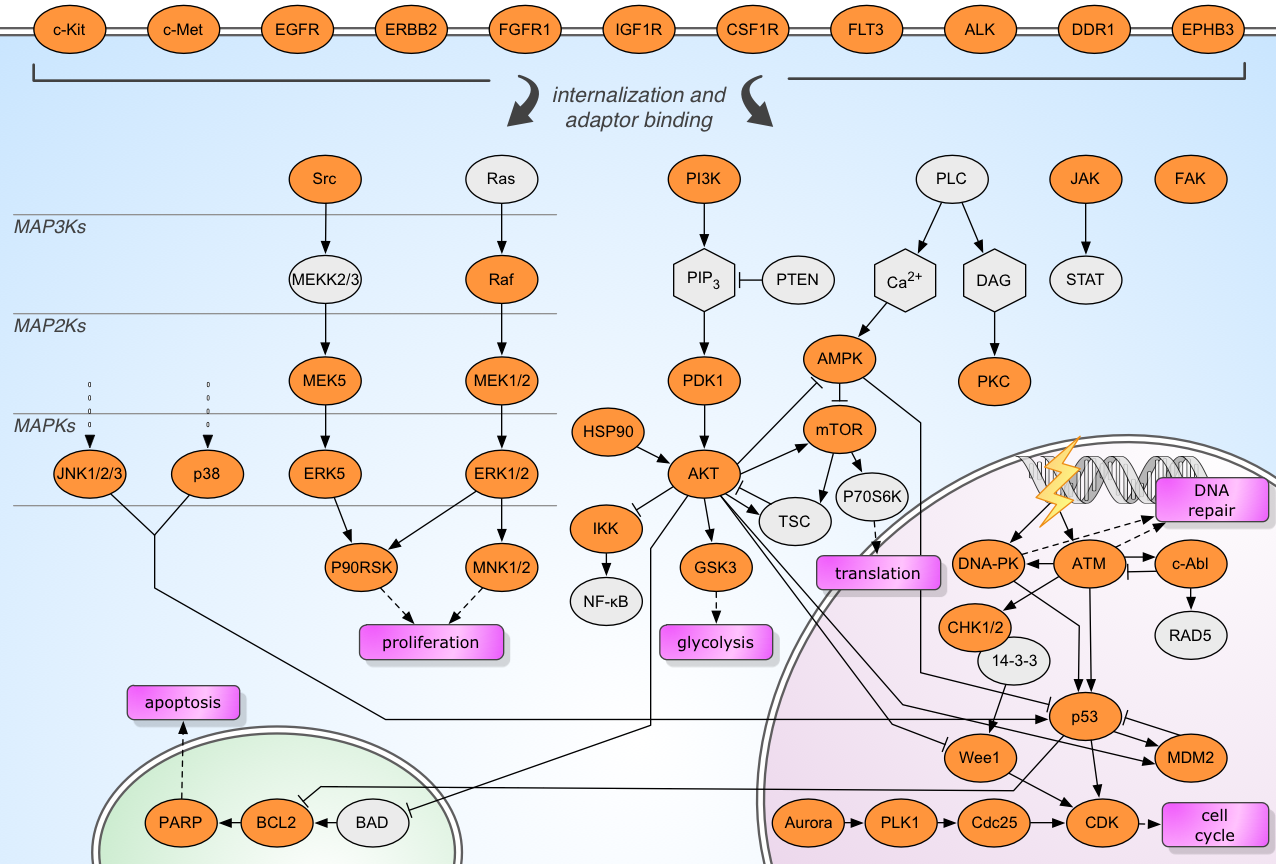 c-Kit
c-Met
EGFR
ERBB2
FGFR1
IGF1R
CSF1R
FLT3
ALK
DDR1
EPHB3
internalization and
adaptor binding
Src
Ras
PI3K
PLC
JAK
FAK
MAP3Ks
MEKK2/3
Raf
PIP3
PTEN
Ca2+
DAG
STAT
MAP2Ks
AMPK
MEK5
MEK1/2
PDK1
PKC
MAPKs
HSP90
mTOR
JNK1/2/3
p38
ERK5
ERK1/2
AKT
P70S6K
DNA
repair
TSC
IKK
P90RSK
MNK1/2
GSK3
translation
DNA-PK
ATM
c-Abl
NF-κB
CHK1/2
RAD5
proliferation
glycolysis
14-3-3
apoptosis
p53
Wee1
MDM2
PARP
BCL2
BAD
Aurora
PLK1
Cdc25
CDK
cell
cycle